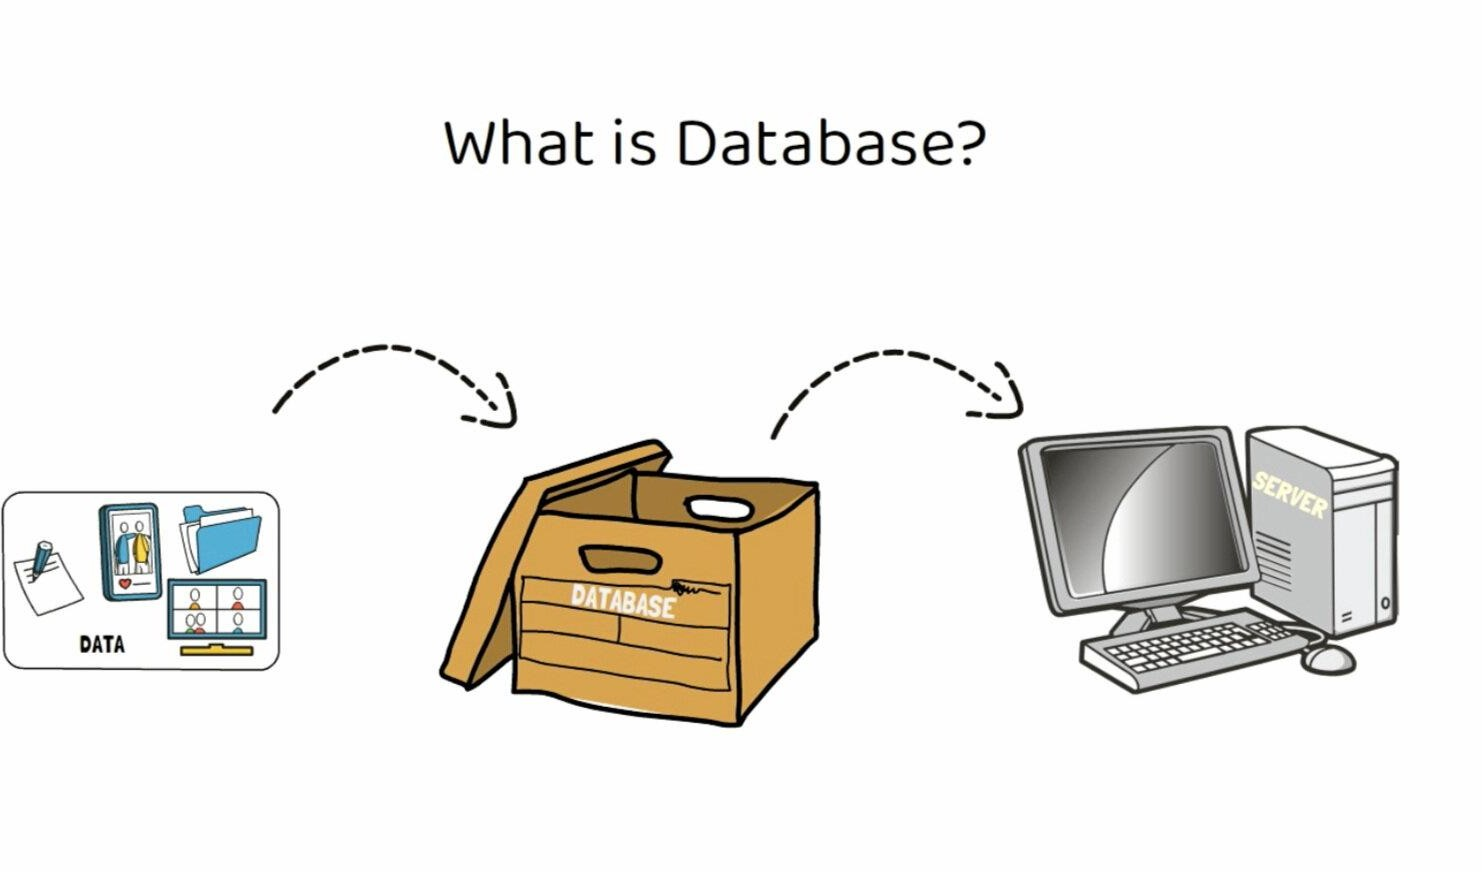 What is Database?
DATA
DATABASE
SERVER